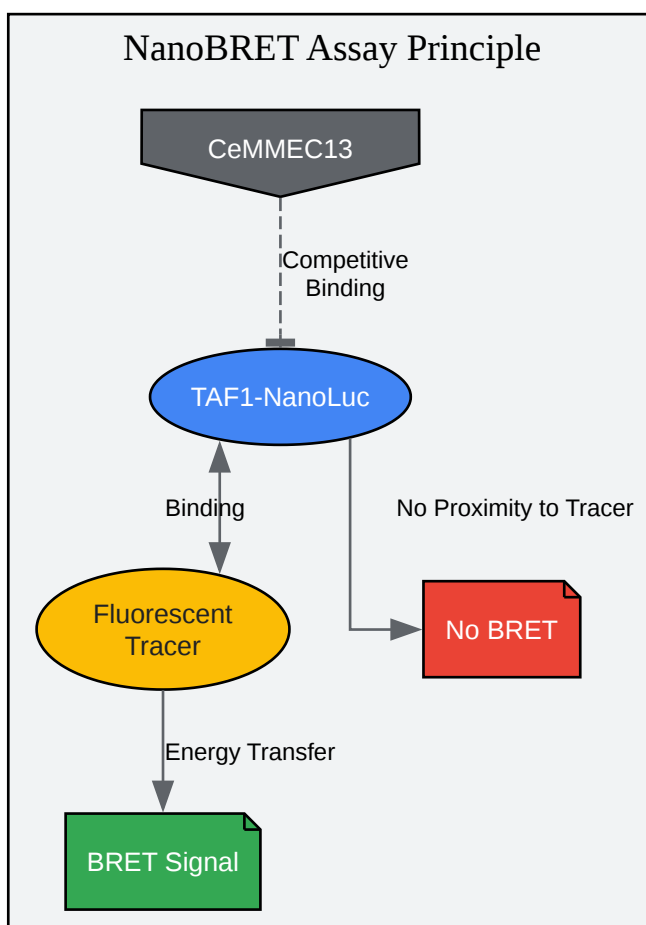 NanoBRET Assay Principle
CeMMEC13
Competitive
Binding
TAF1-NanoLuc
Binding
No Proximity to Tracer
Fluorescent
Tracer
No BRET
Energy Transfer
BRET Signal